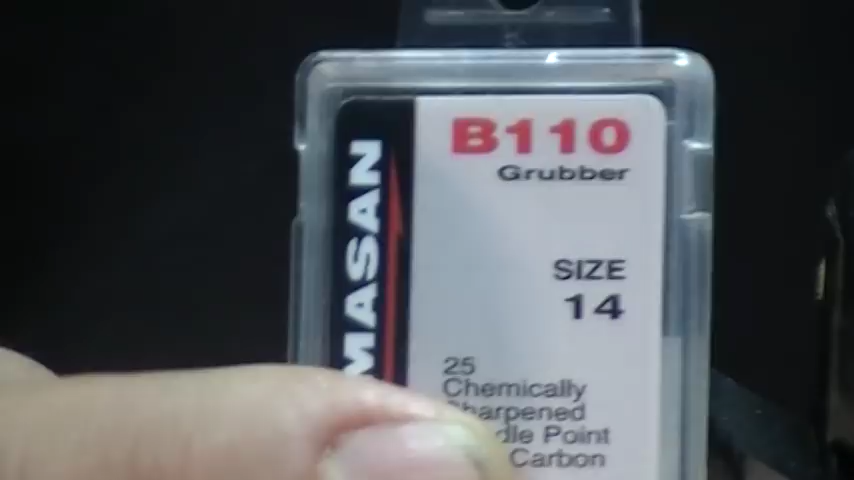 B110
Grubber
MASAN
SIZE
14
25
Chemically
Sharpened
Point
Carbon